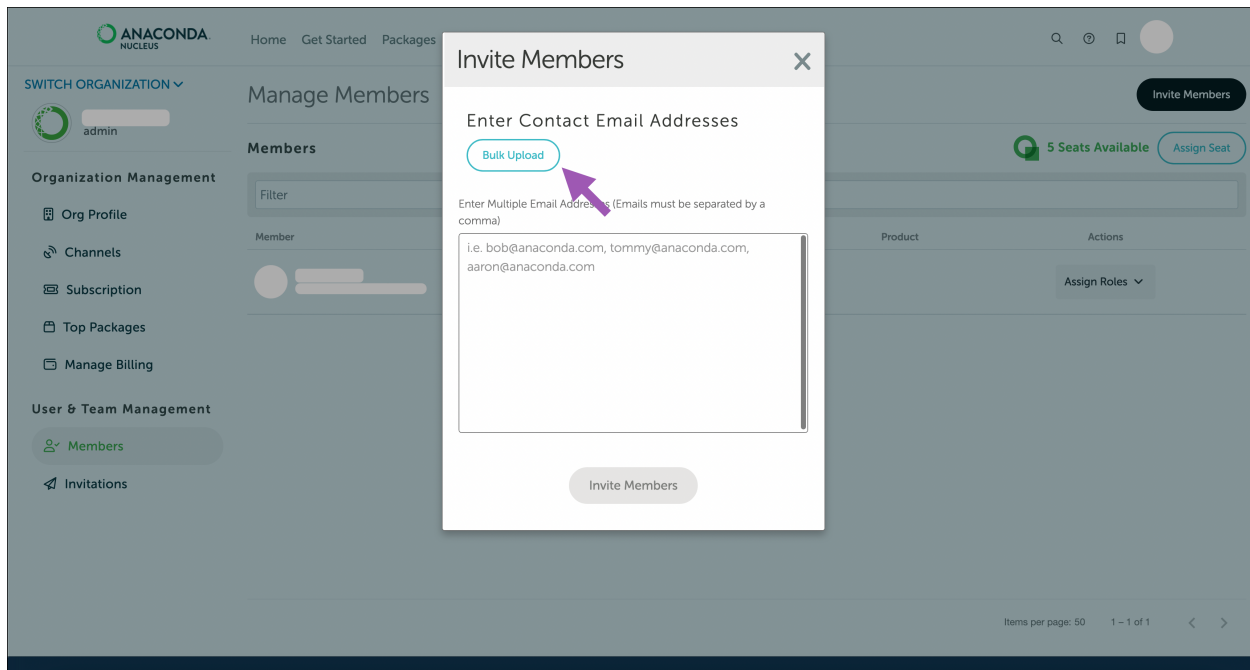 ANACONDA.
NUCLEUS
Home Get Started Packages
SWITCH ORGANIZATION
admin
Organization Management
Org Profile
Channels
Subscription
Top Packages
Manage Billing
User & Team Management
Members
Invitations
Manage Members
Invite Members
Members
5 Seats Available
Assign Seat
Filter
Member
Product
Actions
Assign Roles
Items per page: 50
1 – 1 of 1
Invite Members
Enter Contact Email Addresses
Bulk Upload
Enter Multiple Email Addresses (Emails must be separated by a
comma)
i.e. bob@anaconda.com, tommy@anaconda.com,
aaron@anaconda.com
Invite Members